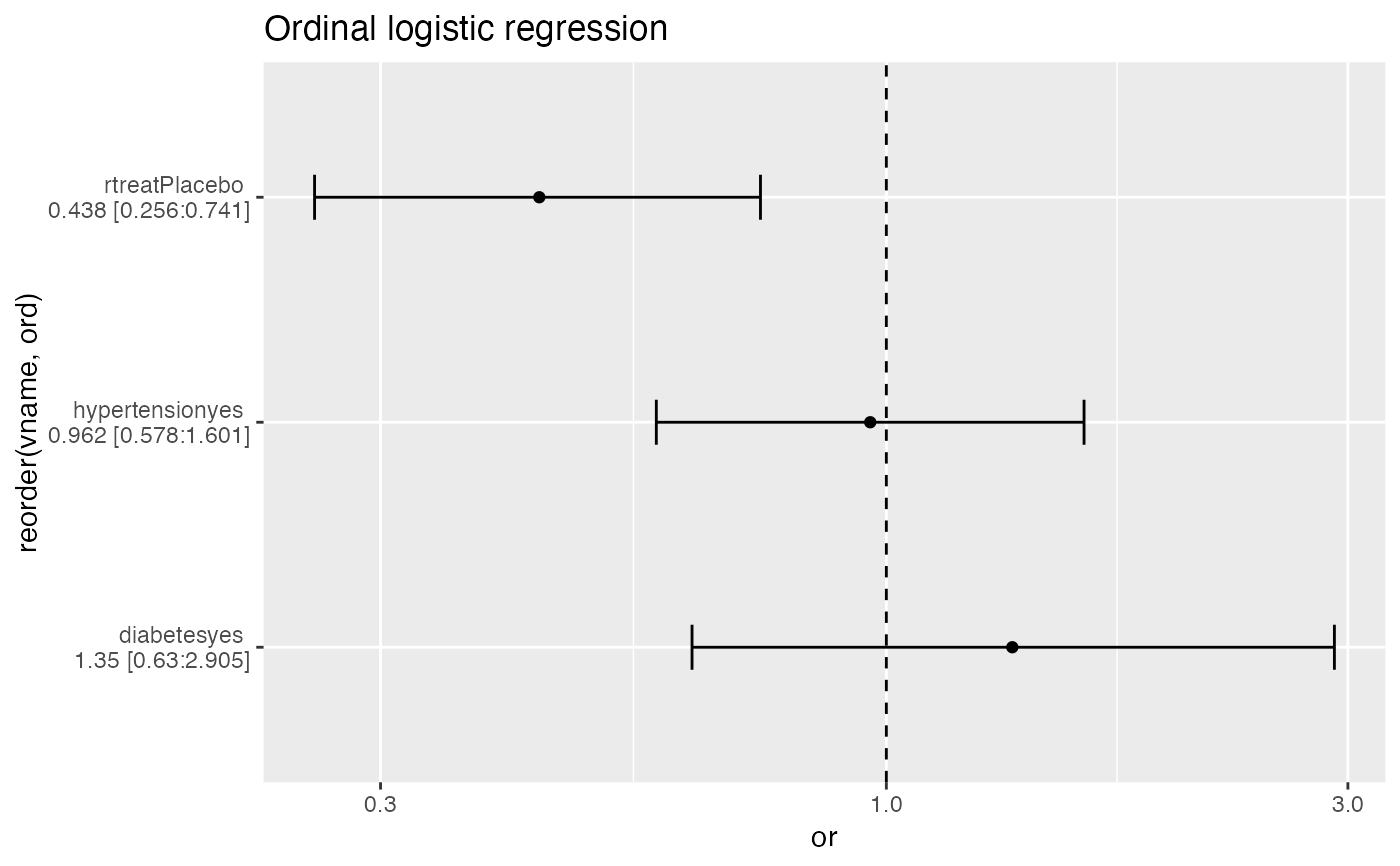 Ordinal logistic regression
reorder(vname, ord)
rtreatPlacebo
0.438 [0.256:0.741]
hypertensionyes
0.962 [0.578:1.601]
diabetesyes
1.35 [0.63:2.905]
0.3
1.0
3.0
or